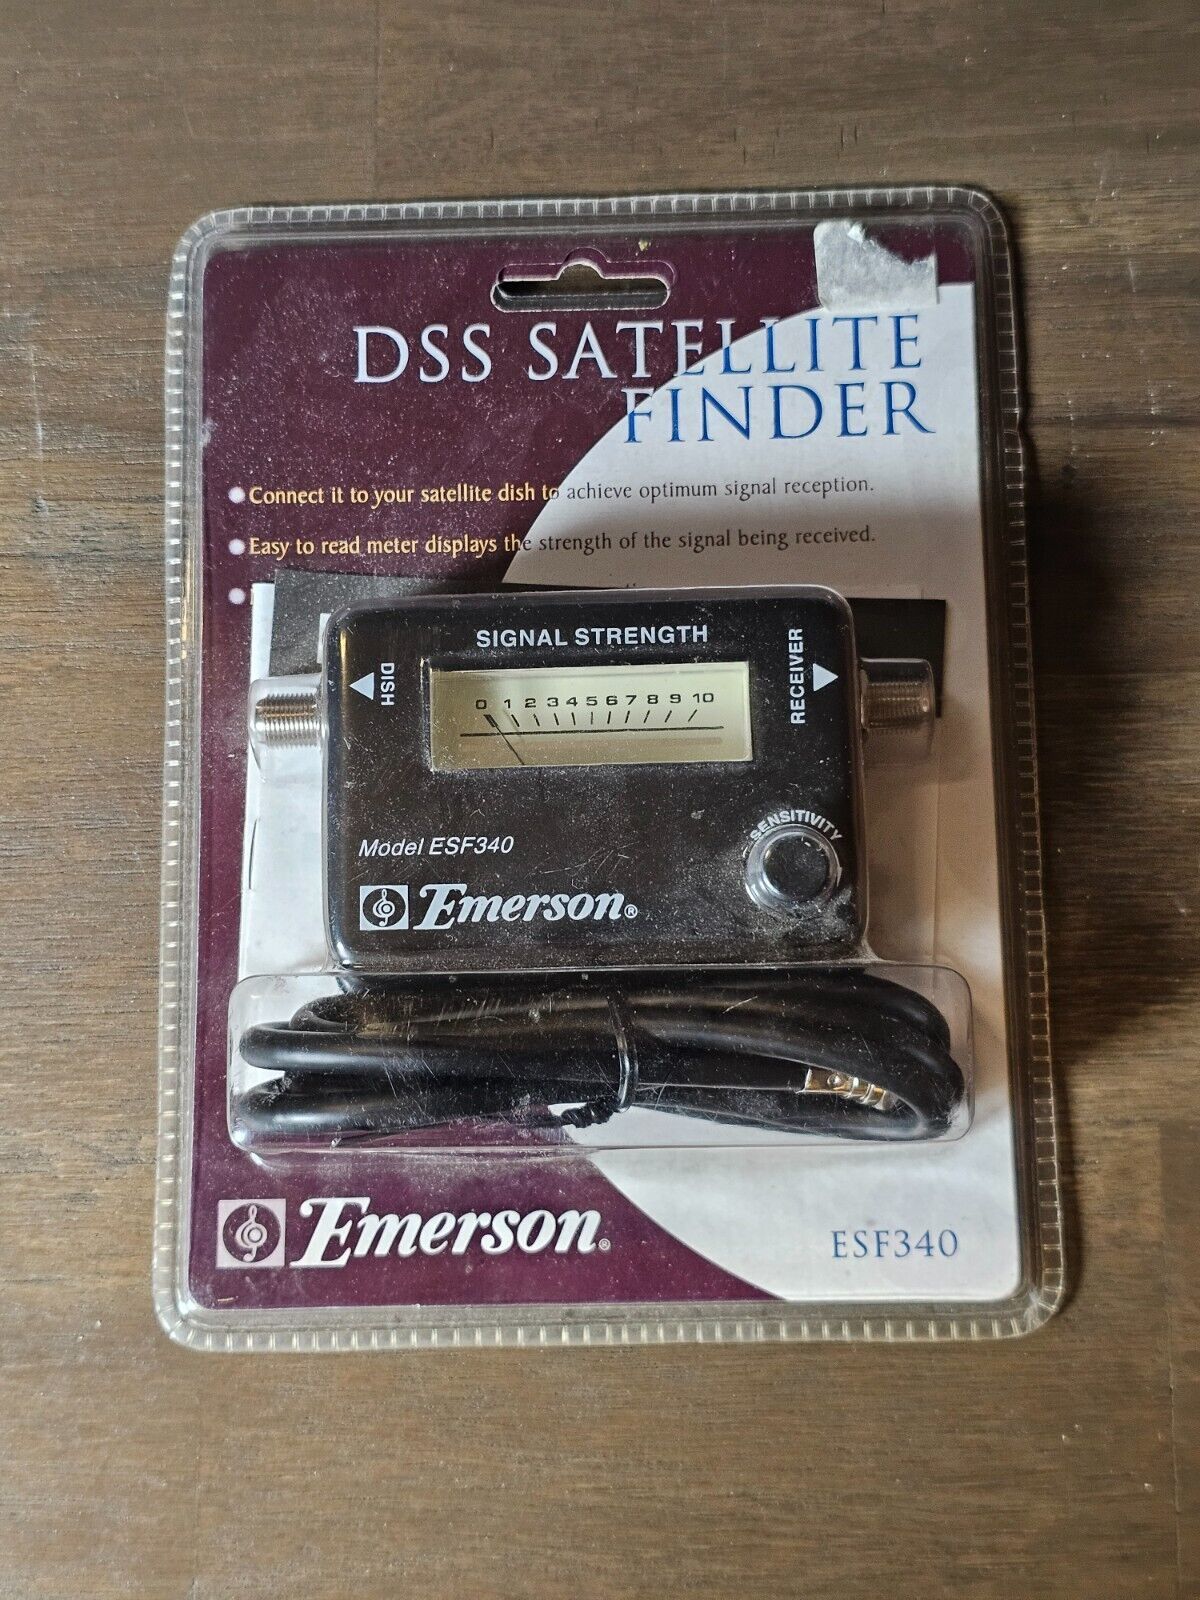 DSS SATELLITE
FINDER
Connect it to your satellite dish to achieve optimum signal reception.
Easy to read meter displays the strength of the signal being received.
SIGNAL STRENGTH
DISH
RECEIVER
0 1 2 3 4 5 6 7 8 9 10
SENSITIVITY
Model ESF340
Emerson®
Emerson®
ESF340